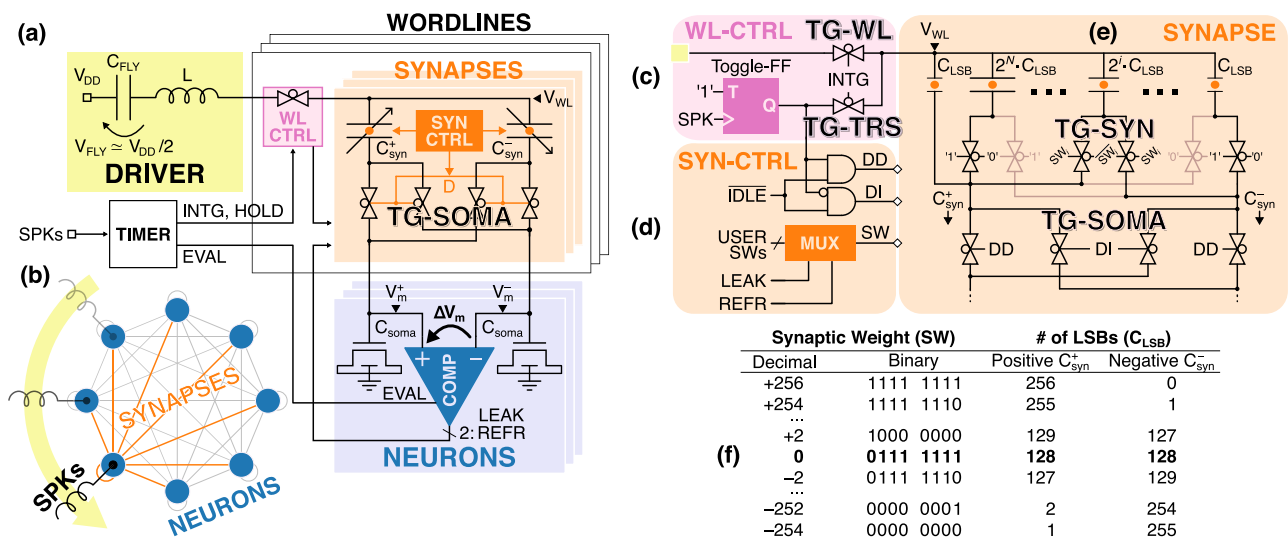 (a)
WORDLINES
V_DD
C_FLY
L
V_FLY ≃ V_DD /2
DRIVER
WL
CTRL
SYNAPSES
V_WL
SYN
CTRL
C⁺_syn
C⁻_syn
D
TG-SOMA
SPKs
TIMER
INTG, HOLD
EVAL
(b)
SYNAPSES
SPKs
NEURONS
V⁺_m
V⁻_m
ΔV_m
C_soma
C_soma
+
−
COMP
EVAL
LEAK
2: REFR
NEURONS
WL-CTRL
TG-WL
(c)
Toggle-FF
INTG
'1'
T
Q
SPK
TG-TRS
SYN-CTRL
DD
I̅D̅L̅E̅
DI
(d)
USER
SWs
MUX
SW
LEAK
REFR
V_WL
(e)
SYNAPSE
C_LSB
2^N·C_LSB
2^i·C_LSB
C_LSB
TG-SYN
'1'
'0'
'1'
SW_i
S̅W̅_i
SW_i
'0'
'1'
'0'
C⁺_syn
C⁻_syn
TG-SOMA
DD
DI
DD
Synaptic Weight (SW) # of LSBs (C_LSB)
Decimal Binary Positive C⁺_syn Negative C⁻_syn
+256 1111 1111 256 0
+254 1111 1110 255 1
...
+2 1000 0000 129 127
(f)
0 0111 1111 128 128
−2 0111 1110 127 129
...
−252 0000 0001 2 254
−254 0000 0000 1 255